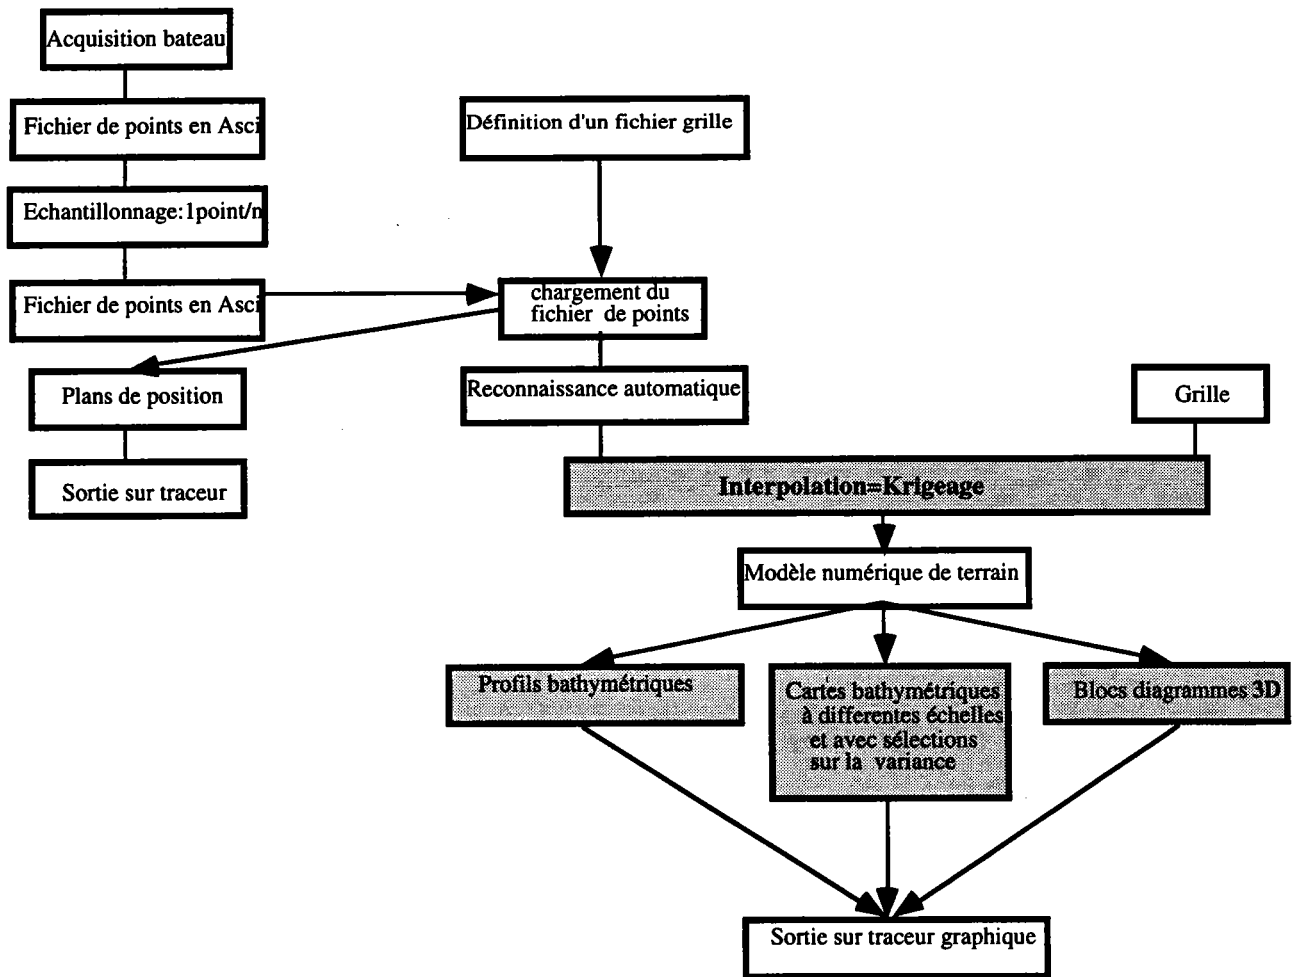 Acquisition bateau
Fichier de points en Asci
Echantillonnage:1point/n
Fichier de points en Asci
Plans de position
Sortie sur traceur
Définition d'un fichier grille
chargement du
fichier de points
Reconnaissance automatique
Grille
Interpolation=Krigeage
Modèle numérique de terrain
Profils bathymétriques
Cartes bathymétriques
à differentes échelles
et avec sélections
sur la variance
Blocs diagrammes 3D
Sortie sur traceur graphique